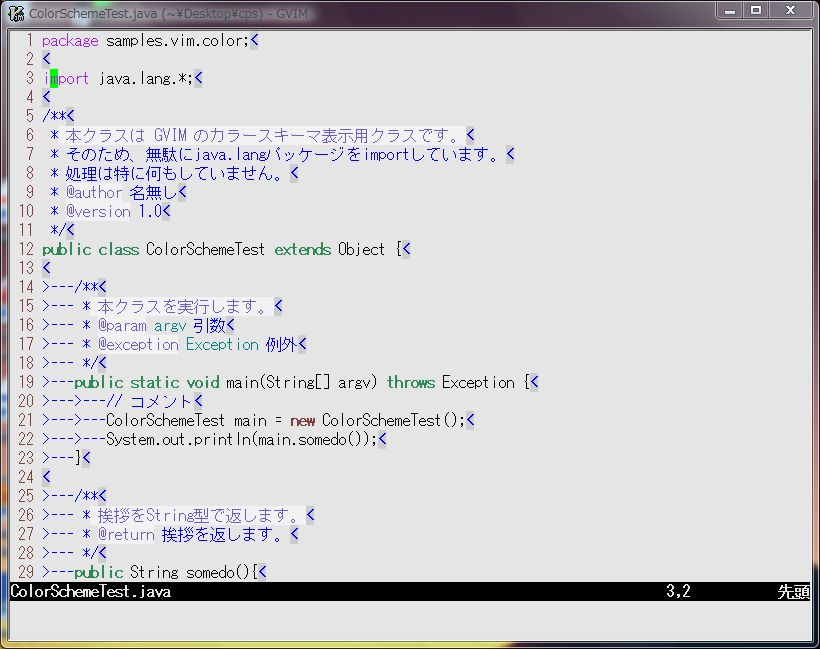 ColorSchemeTest.java (~¥Desktop¥cps) - GVIM
1 package samples.vim.color;<
2 <
3 import java.lang.*;<
4 <
5 /**<
6  * 本クラスは GVIM のカラースキーマ表示用クラスです。<
7  * そのため、無駄にjava.langパッケージをimportしています。<
8  * 処理は特に何もしていません。<
9  * @author 名無し<
10  * @version 1.0<
11  */<
12 public class ColorSchemeTest extends Object {<
13 <
14 >---/**<
15 >--- * 本クラスを実行します。<
16 >--- * @param argv 引数<
17 >--- * @exception Exception 例外<
18 >--- */<
19 >---public static void main(String[] argv) throws Exception {<
20 >--->---// コメント<
21 >--->---ColorSchemeTest main = new ColorSchemeTest();<
22 >--->---System.out.println(main.somedo());<
23 >---}<
24 <
25 >---/**<
26 >--- * 挨拶をString型で返します。<
27 >--- * @return 挨拶を返します。<
28 >--- */<
29 >---public String somedo(){<
ColorSchemeTest.java 3,2 先頭